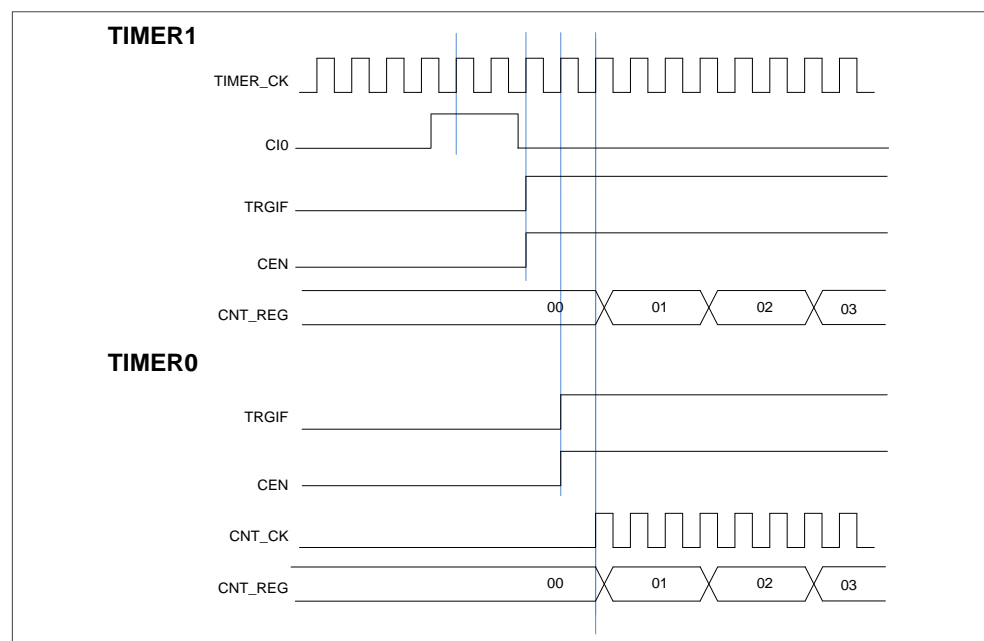 TIMER1
TIMER_CK
CI0
TRGIF
CEN
CNT_REG 00 01 02 03
TIMER0
TRGIF
CEN
CNT_CK
CNT_REG 00 01 02 03